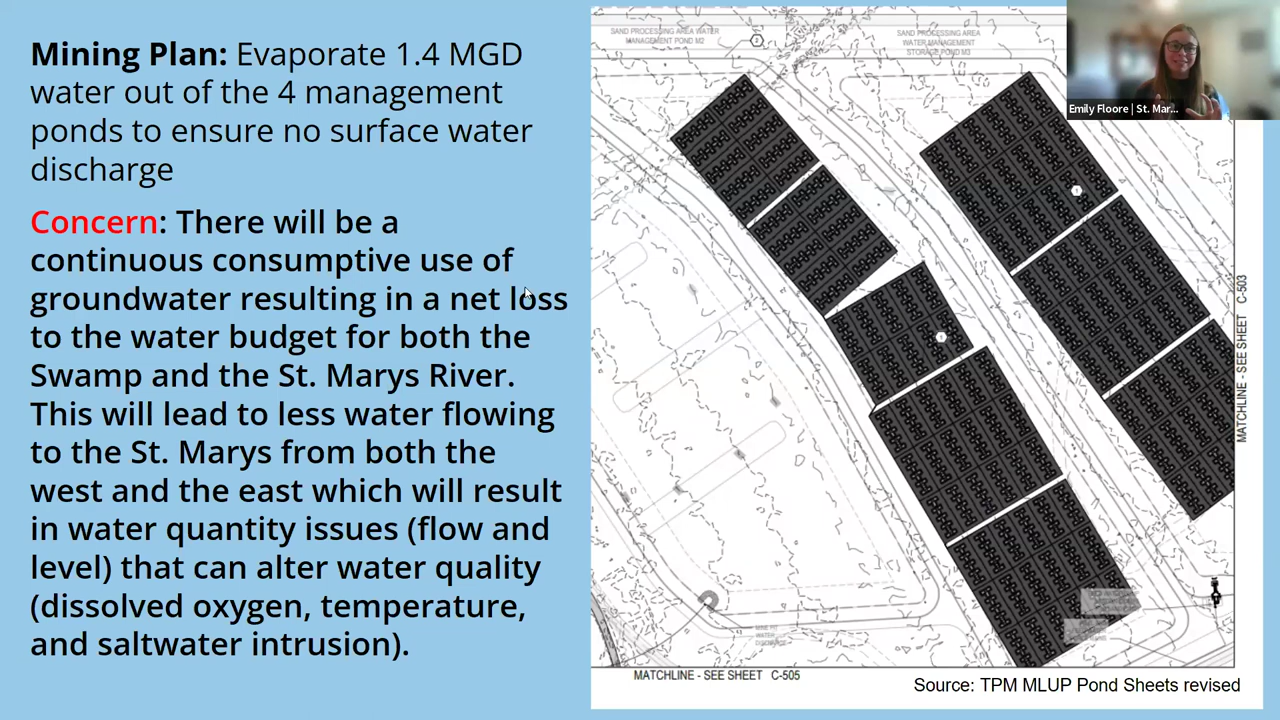 Mining Plan: Evaporate 1.4 MGD
water out of the 4 management
ponds to ensure no surface water
discharge
Concern: There will be a
continuous consumptive use of
groundwater resulting in a net loss
to the water budget for both the
Swamp and the St. Marys River.
This will lead to less water flowing
to the St. Marys from both the
west and the east which will result
in water quantity issues (flow and
level) that can alter water quality
(dissolved oxygen, temperature,
and saltwater intrusion).
SAND PROCESSING AREA WATER
MANAGEMENT POND M2
SAND PROCESSING AREA
WATER MANAGEMENT
STORAGE POND M3
Emily Floore | St. Mar...
MATCHLINE - SEE SHEET C-503
MATCHLINE - SEE SHEET C-505
Source: TPM MLUP Pond Sheets revised